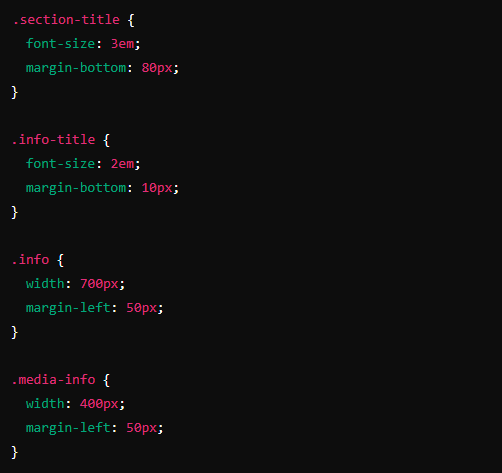 .section-title {
  font-size: 3em;
  margin-bottom: 80px;
}

.info-title {
  font-size: 2em;
  margin-bottom: 10px;
}

.info {
  width: 700px;
  margin-left: 50px;
}

.media-info {
  width: 400px;
  margin-left: 50px;
}